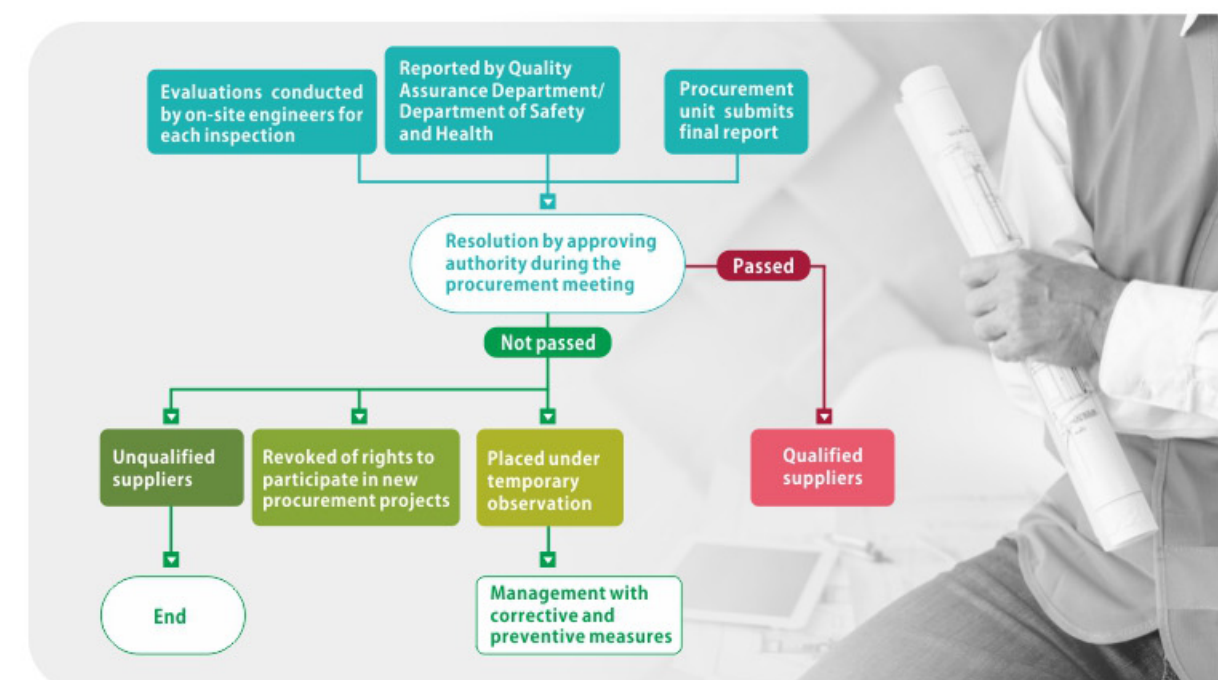 Evaluations conducted
by on-site engineers for
each inspection
Reported by Quality
Assurance Department/
Department of Safety
and Health
Procurement
unit submits
final report
Resolution by approving
authority during the
procurement meeting
Passed
Not passed
Unqualified
suppliers
Revoked of rights to
participate in new
procurement projects
Placed under
temporary
observation
Qualified
suppliers
End
Management with
corrective and
preventive measures